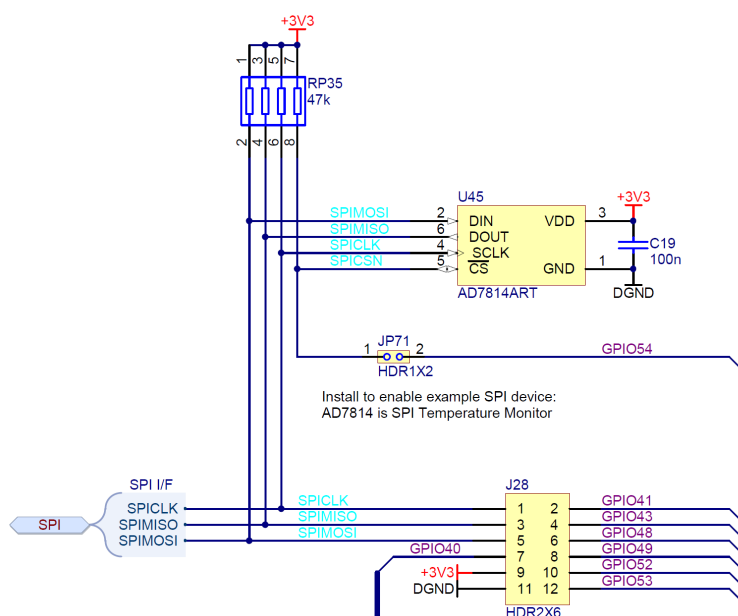 +3V3
1 3 5 7
RP35
47k
2 4 6 8
U45
+3V3
SPIMOSI 2 DIN VDD 3
SPIMISO 6 DOUT
SPICLK 4 SCLK
C19
SPICSN 5 CS GND 1
100n
AD7814ART
DGND
JP71
1 2
GPIO54
HDR1X2
Install to enable example SPI device:
AD7814 is SPI Temperature Monitor
SPI I/F
J28
SPICLK SPICLK 1 2 GPIO41
SPI SPIMISO SPIMISO 3 4 GPIO43
SPIMOSI SPIMOSI 5 6 GPIO48
GPIO40 7 8 GPIO49
+3V3 9 10 GPIO52
DGND 11 12 GPIO53
HDR2X6